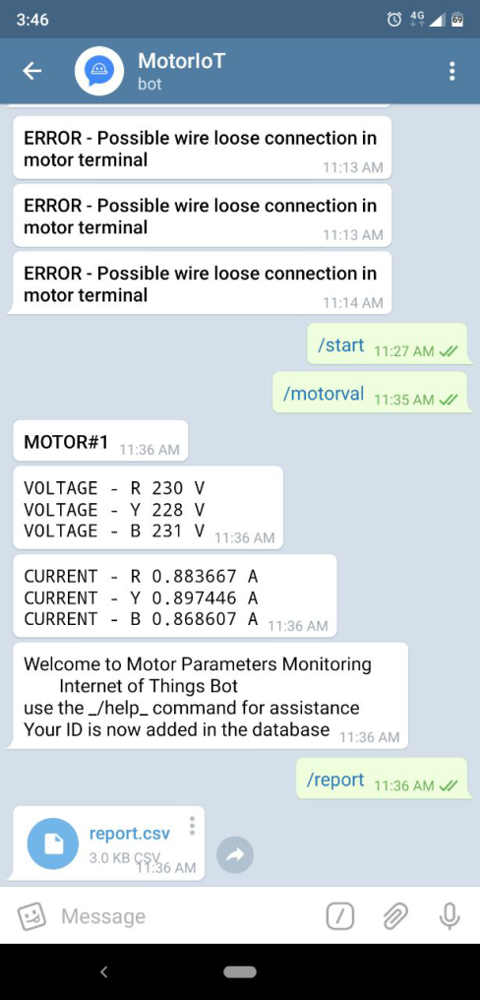 3:46
4G
69
MotorIoT
bot
ERROR - Possible wire loose connection in
motor terminal
11:13 AM
ERROR - Possible wire loose connection in
motor terminal
11:13 AM
ERROR - Possible wire loose connection in
motor terminal
11:14 AM
/start 11:27 AM
/motorval 11:35 AM
MOTOR#1 11:36 AM
VOLTAGE - R 230 V
VOLTAGE - Y 228 V
VOLTAGE - B 231 V 11:36 AM
CURRENT - R 0.883667 A
CURRENT - Y 0.897446 A
CURRENT - B 0.868607 A 11:36 AM
Welcome to Motor Parameters Monitoring
Internet of Things Bot
use the _/help_ command for assistance
Your ID is now added in the database 11:36 AM
/report 11:36 AM
report.csv
3.0 KB CSV
11:36 AM
Message